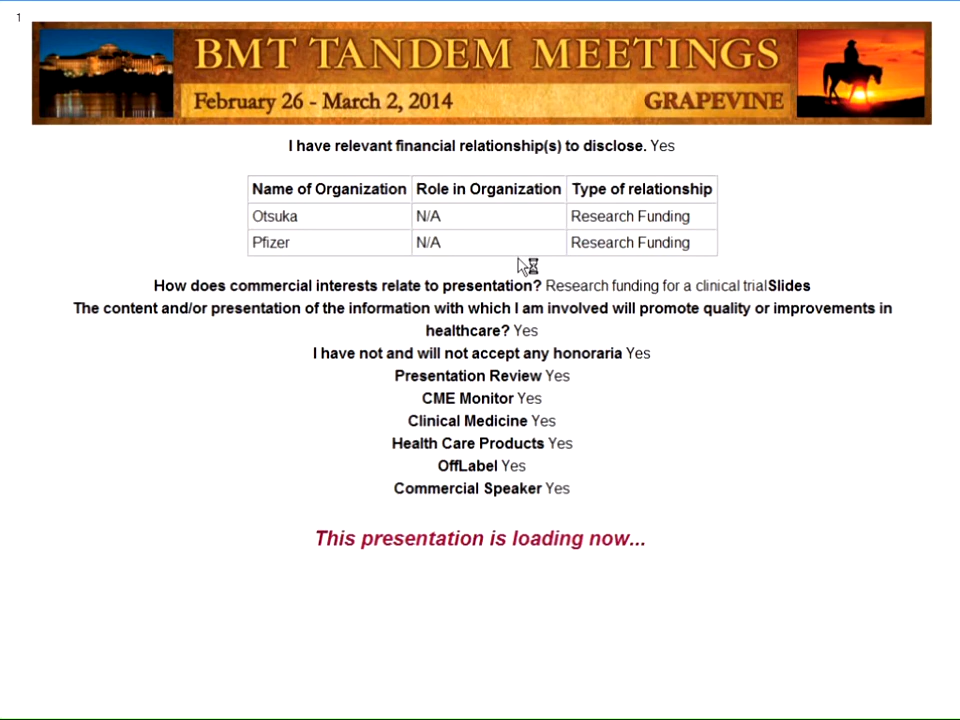 1
BMT TANDEM MEETINGS
February 26 - March 2, 2014 GRAPEVINE
I have relevant financial relationship(s) to disclose. Yes
Name of Organization Role in Organization Type of relationship
Otsuka N/A Research Funding
Pfizer N/A Research Funding
How does commercial interests relate to presentation? Research funding for a clinical trialSlides
The content and/or presentation of the information with which I am involved will promote quality or improvements in
healthcare? Yes
I have not and will not accept any honoraria Yes
Presentation Review Yes
CME Monitor Yes
Clinical Medicine Yes
Health Care Products Yes
OffLabel Yes
Commercial Speaker Yes
This presentation is loading now...